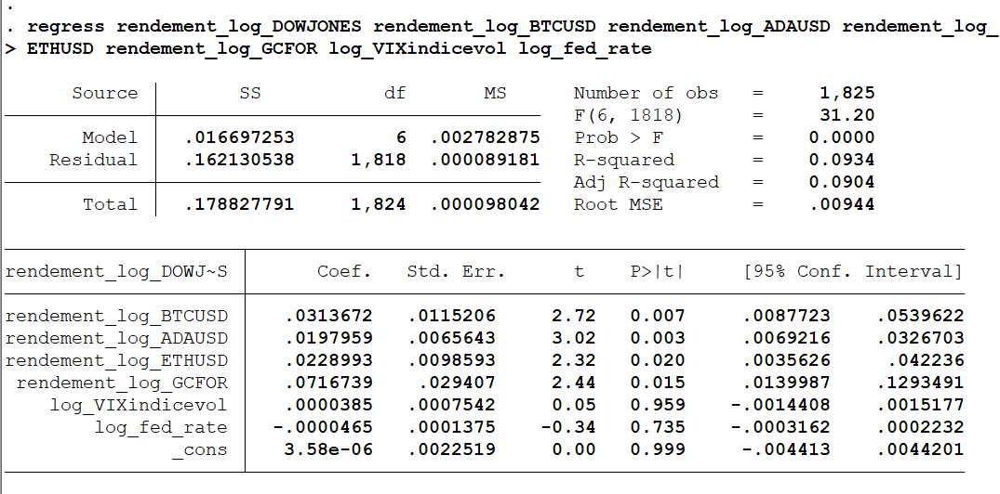 .
. regress rendement_log_DOWJONES rendement_log_BTCUSD rendement_log_ADAUSD rendement_log_
> ETHUSD rendement_log_GCFOR log_VIXindicevol log_fed_rate
Source SS df MS Number of obs = 1,825
F(6, 1818) = 31.20
Model .016697253 6 .002782875 Prob > F = 0.0000
Residual .162130538 1,818 .000089181 R-squared = 0.0934
Adj R-squared = 0.0904
Total .178827791 1,824 .000098042 Root MSE = .00944
rendement_log_DOWJ~S Coef. Std. Err. t P>|t| [95% Conf. Interval]
rendement_log_BTCUSD .0313672 .0115206 2.72 0.007 .0087723 .0539622
rendement_log_ADAUSD .0197959 .0065643 3.02 0.003 .0069216 .0326703
rendement_log_ETHUSD .0228993 .0098593 2.32 0.020 .0035626 .042236
rendement_log_GCFOR .0716739 .029407 2.44 0.015 .0139987 .1293491
log_VIXindicevol .0000385 .0007542 0.05 0.959 -.0014408 .0015177
log_fed_rate -.0000465 .0001375 -0.34 0.735 -.0003162 .0002232
_cons 3.58e-06 .0022519 0.00 0.999 -.004413 .0044201